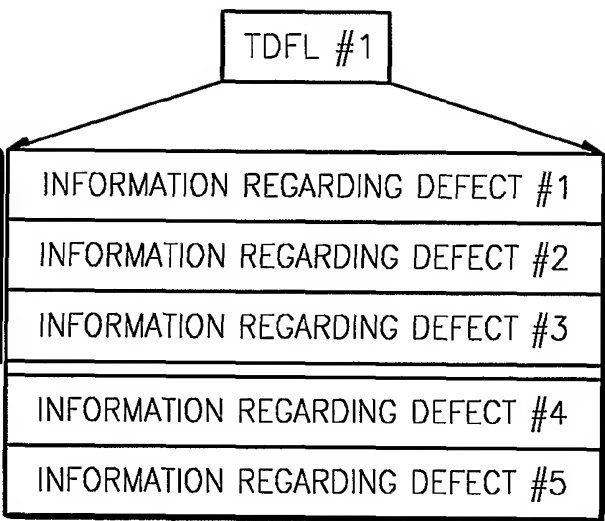 TDFL #1
INFORMATION REGARDING DEFECT #1
INFORMATION REGARDING DEFECT #2
INFORMATION REGARDING DEFECT #3
INFORMATION REGARDING DEFECT #4
INFORMATION REGARDING DEFECT #5